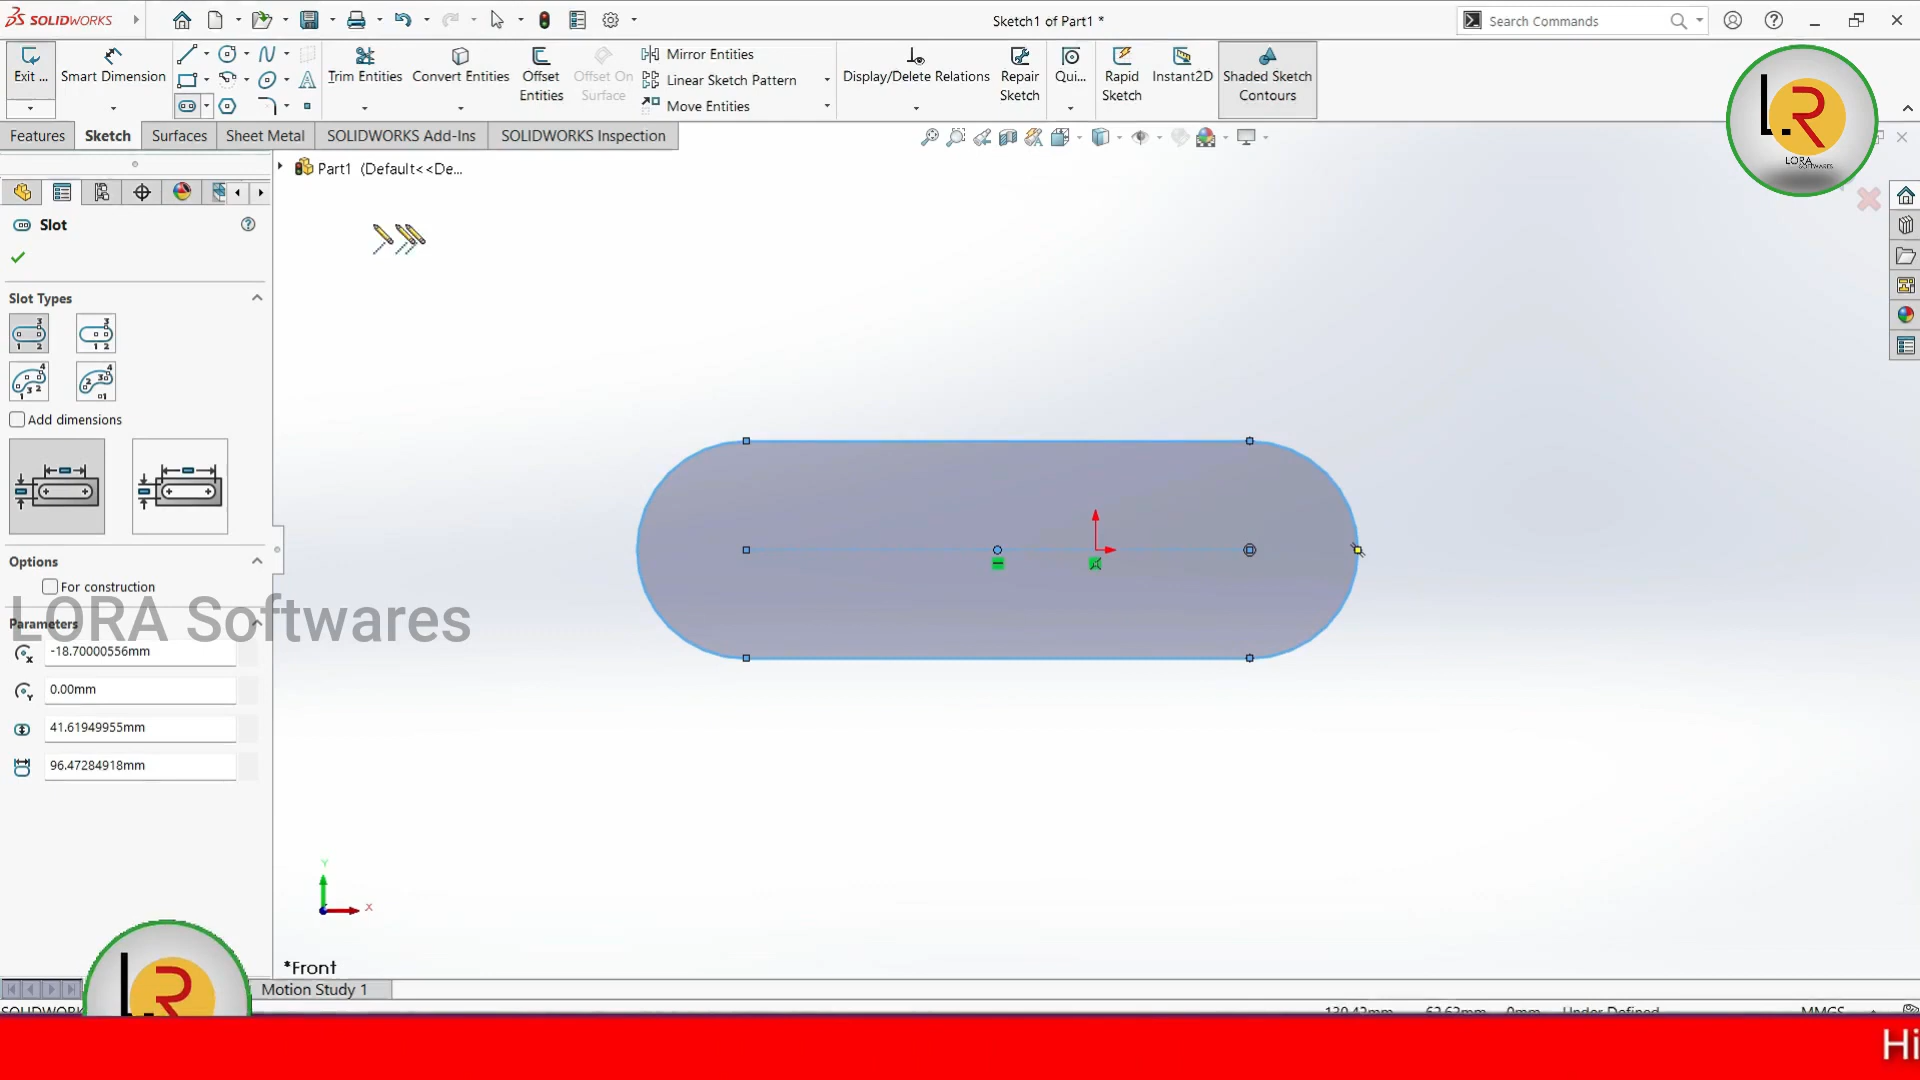 SOLIDWORKS
Sketch1 of Part1 *
Search Commands
Exit ...
Smart Dimension
Trim Entities
Convert Entities
Offset Entities
Offset On Surface
Mirror Entities
Linear Sketch Pattern
Move Entities
Display/Delete Relations
Repair Sketch
Qui...
Rapid Sketch
Instant2D
Shaded Sketch Contours
L.R
LORA
SOFTWARES
Features
Sketch
Surfaces
Sheet Metal
SOLIDWORKS Add-Ins
SOLIDWORKS Inspection
Part1 (Default<<De...
Slot
Slot Types
Add dimensions
Options
For construction
LORA Softwares
Parameters
-18.70000556mm
0.00mm
41.61949955mm
96.47284918mm
Y
X
*Front
Motion Study 1
L.R
Under Defined
MMGS
Hi